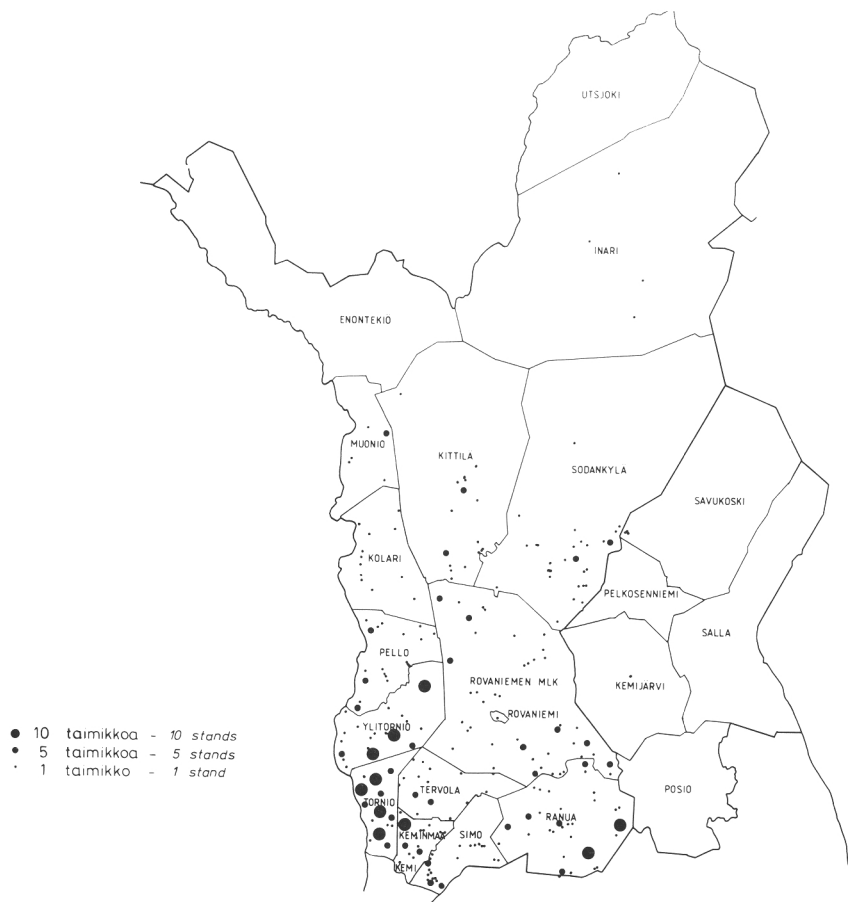 UTSJOKI
INARI
ENONTEKIO
MUONIO
KITTILA
SODANKYLA
SAVUKOSKI
KOLARI
PELKOSENNIEMI
SALLA
PELLO
ROVANIEMEN MLK
KEMIJÄRVI
ROVANIEMI
YLITORNIO
10 taimikkoa - 10 stands
5 taimikkoa - 5 stands
1 taimikko - 1 stand
TERVOLA
POSIO
TORNIO
RANUA
KEMINMAA
SIMO
KEMI